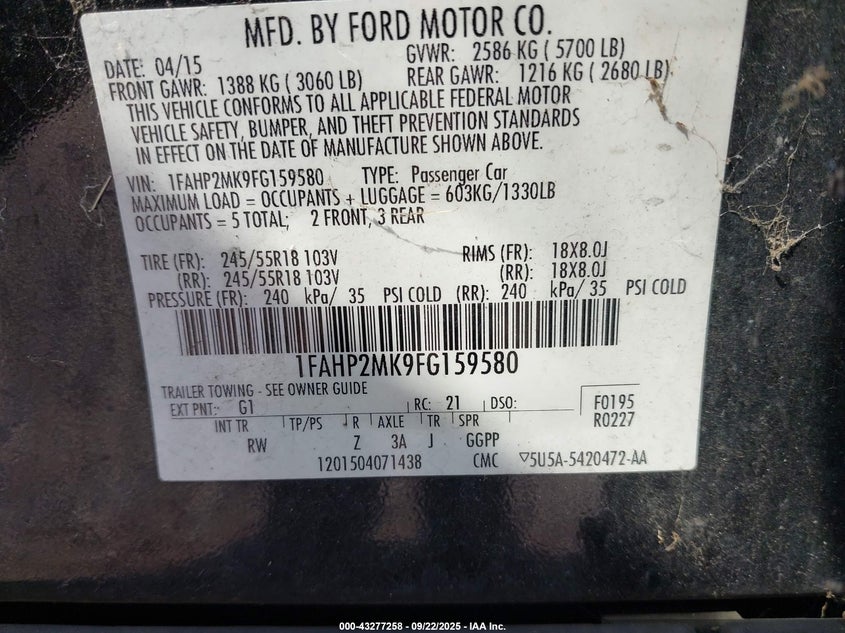 MFD. BY FORD MOTOR CO.
DATE: 04/15 GVWR: 2586 KG ( 5700 LB)
FRONT GAWR: 1388 KG ( 3060 LB) REAR GAWR: 1216 KG ( 2680 LB)
THIS VEHICLE CONFORMS TO ALL APPLICABLE FEDERAL MOTOR
VEHICLE SAFETY, BUMPER, AND THEFT PREVENTION STANDARDS
IN EFFECT ON THE DATE OF MANUFACTURE SHOWN ABOVE.
VIN: 1FAHP2MK9FG159580 TYPE: Passenger Car
MAXIMUM LOAD = OCCUPANTS + LUGGAGE = 603KG/1330LB
OCCUPANTS = 5 TOTAL; 2 FRONT, 3 REAR
TIRE (FR): 245/55R18 103V RIMS (FR): 18X8.0J
(RR): 245/55R18 103V (RR): 18X8.0J
PRESSURE (FR): 240 kPa/ 35 PSI COLD (RR): 240 kPa/ 35 PSI COLD
1FAHP2MK9FG159580
TRAILER TOWING - SEE OWNER GUIDE
EXT PNT: G1 RC: 21 DSO: F0195
INT TR TP/PS R AXLE TR SPR R0227
RW Z 3A J GGPP
1201504071438 CMC ▽5U5A-5420472-AA
000-43277258 - 09/22/2025 - IAA Inc.